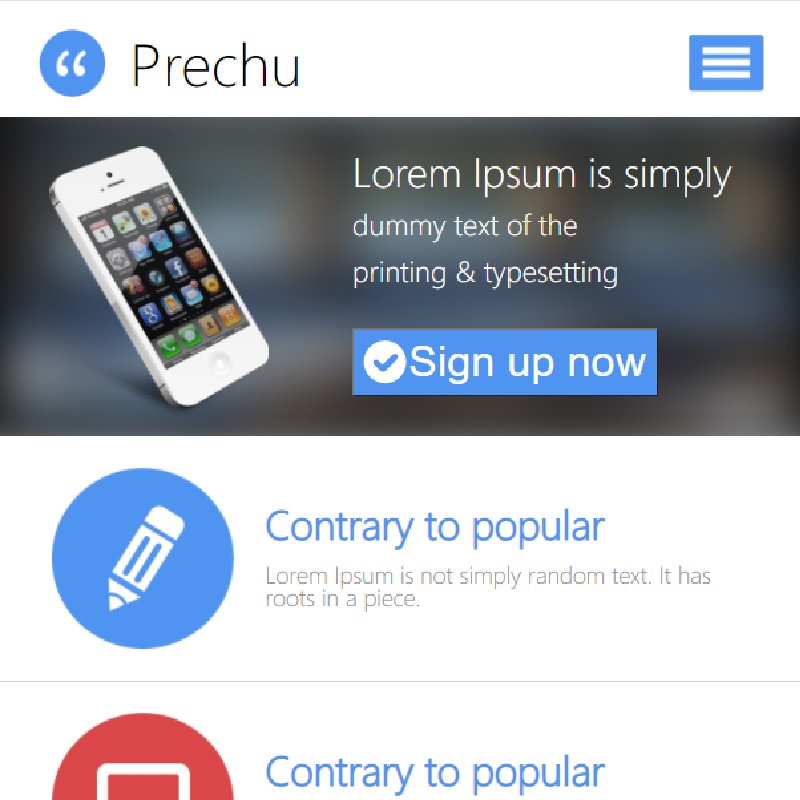 Prechu
Lorem Ipsum is simply
dummy text of the
printing & typesetting
Sign up now
Contrary to popular
Lorem Ipsum is not simply random text. It has
roots in a piece.
Contrary to popular